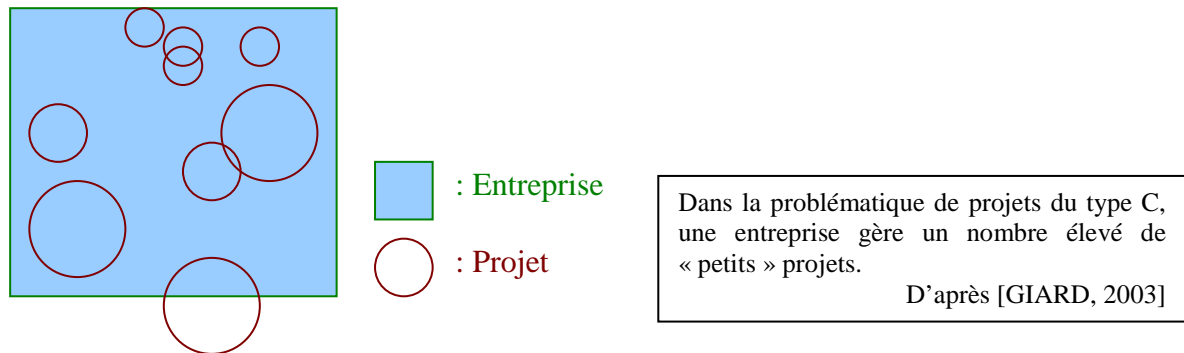 : Entreprise
: Projet
Dans la problématique de projets du type C,
une entreprise gère un nombre élevé de
« petits » projets.
D’après [GIARD, 2003]